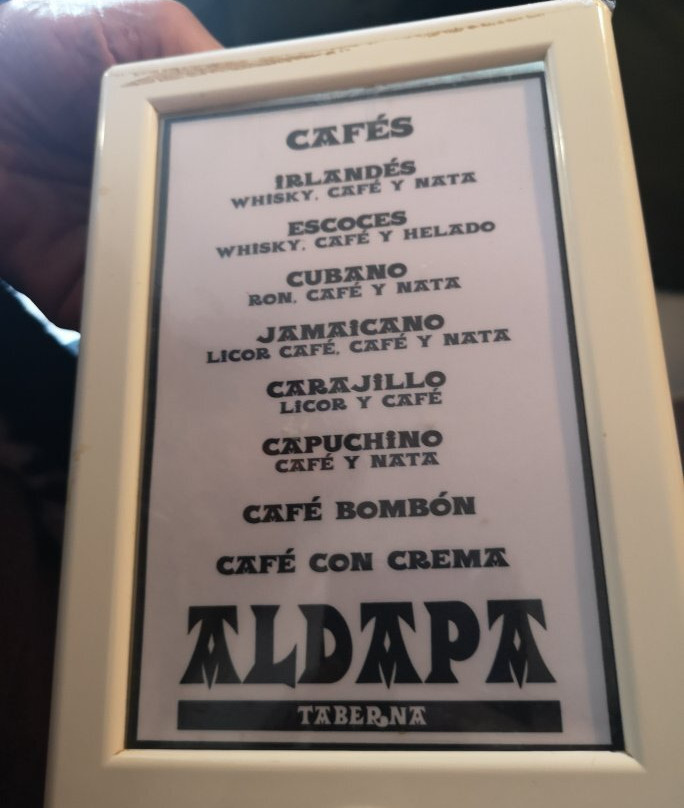 CAFÉS
IRLANDÉS
WHISKY, CAFÉ Y NATA
ESCOCES
WHISKY, CAFÉ Y HELADO
CUBANO
RON, CAFÉ Y NATA
JAMAICANO
LICOR CAFÉ, CAFÉ Y NATA
CARAJILLO
LICOR Y CAFÉ
CAPUCHINO
CAFÉ Y NATA
CAFÉ BOMBÓN
CAFÉ CON CREMA
ALDAPA
TABERNA